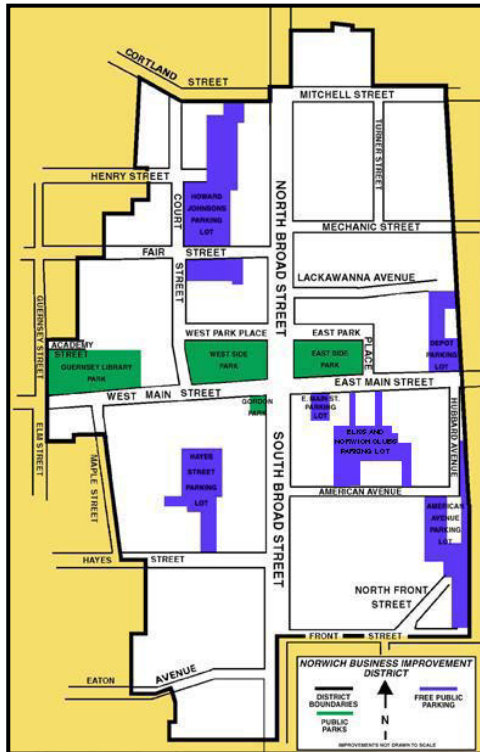 CORTLAND
STREET
MITCHELL STREET
TURNER STREET
HENRY STREET
COURT
STREET
HOWARD
JOHNSONS
PARKING
LOT
NORTH BROAD STREET
MECHANIC STREET
FAIR STREET
LACKAWANNA AVENUE
GUERNSEY STREET
WEST PARK PLACE
EAST PARK
PLACE
ACADEMY
STREET
GUERNSEY LIBRARY
PARK
WEST SIDE
PARK
EAST SIDE
PARK
DEPOT
PARKING
LOT
WEST MAIN STREET
EAST MAIN STREET
GORDON
PARK
E. MAIN ST.
PARKING
LOT
ELKS AND
NORWICH CLUBS
PARKING LOT
HUBBARD AVENUE
ELM STREET
MAPLE STREET
HAYES
STREET
PARKING
LOT
SOUTH BROAD STREET
AMERICAN AVENUE
AMERICAN
AVENUE
PARKING
LOT
HAYES STREET
NORTH FRONT
STREET
FRONT STREET
EATON AVENUE
NORWICH BUSINESS IMPROVEMENT
DISTRICT
DISTRICT
BOUNDARIES
FREE PUBLIC
PARKING
PUBLIC
PARKS
N
IMPROVEMENTS NOT DRAWN TO SCALE